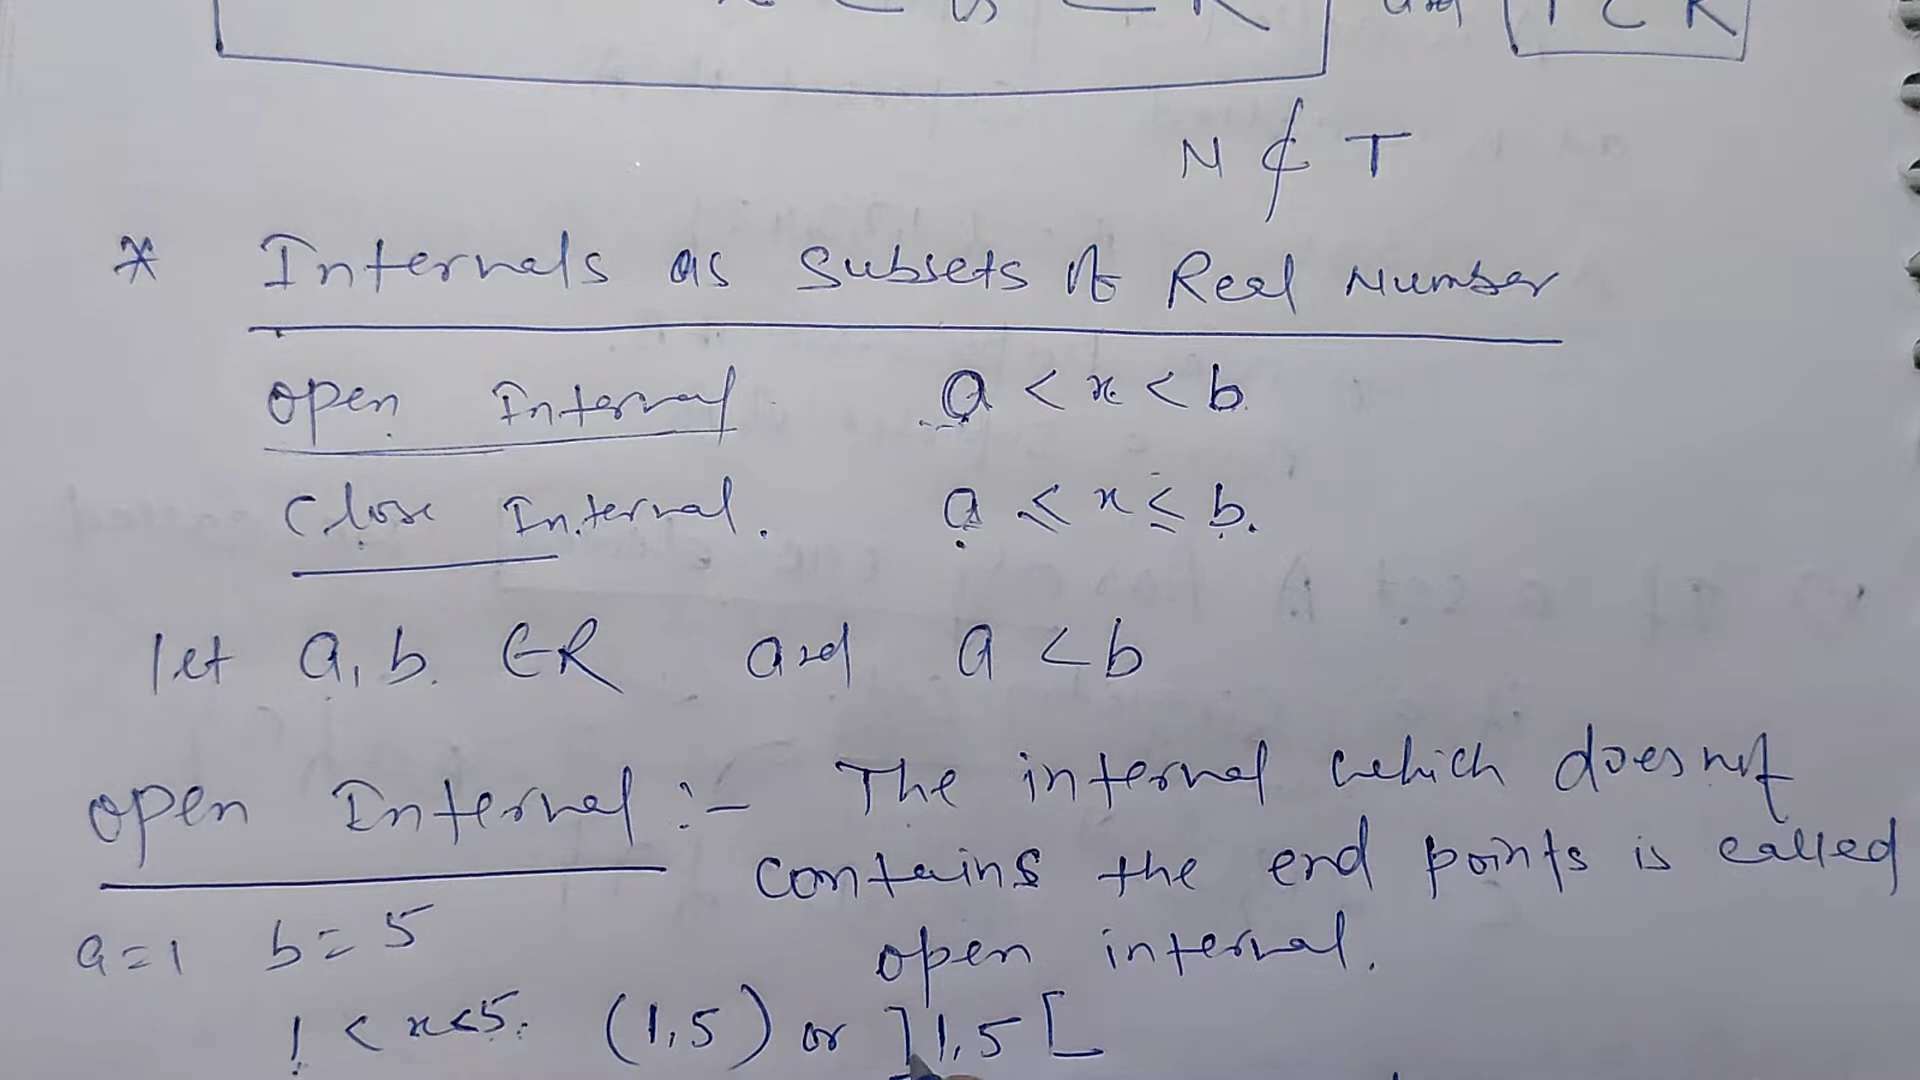 and T ⊂ R
N ⊄ T
* Intervals as Subsets of Real Number
open Interval a < x < b
Close Interval. a ≤ x ≤ b.
let a, b. ∈ R and a < b
open Interval :- The interval which does not
contains the end points is called
open interval.
a=1 b=5
1 < x<5. (1,5) or ]1,5[